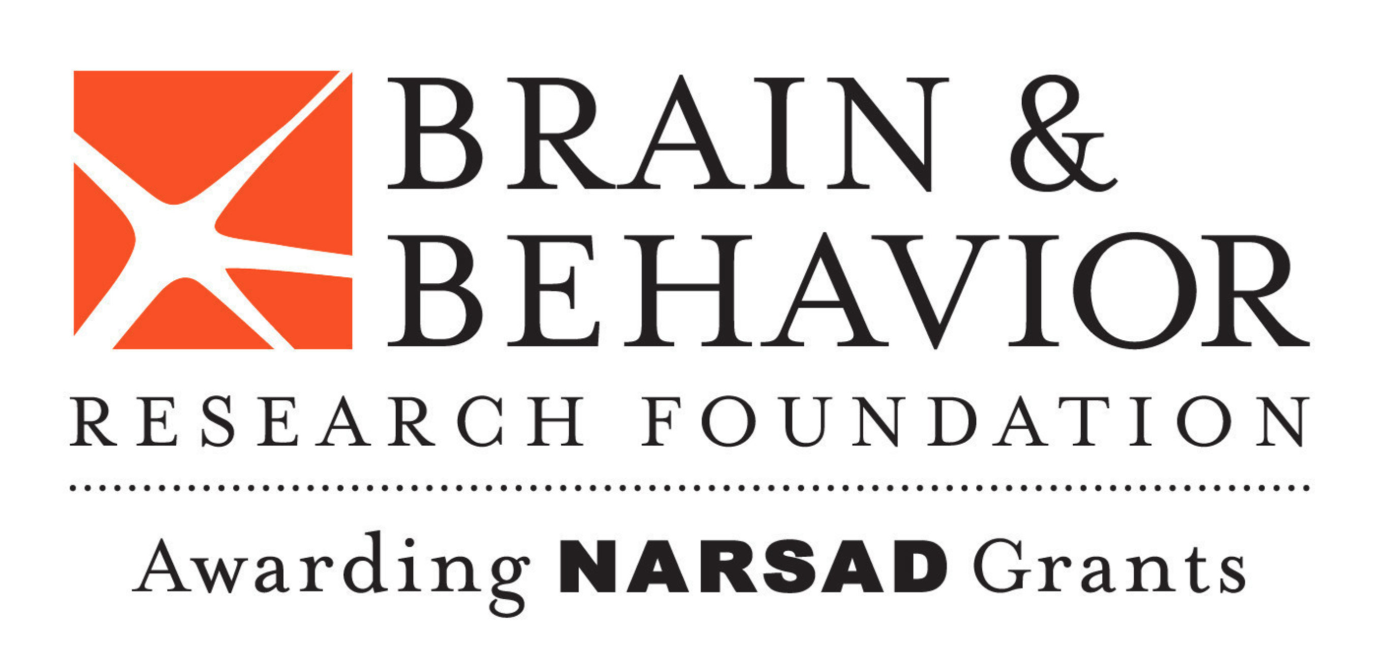 BRAIN &
BEHAVIOR
RESEARCH FOUNDATION
Awarding NARSAD Grants